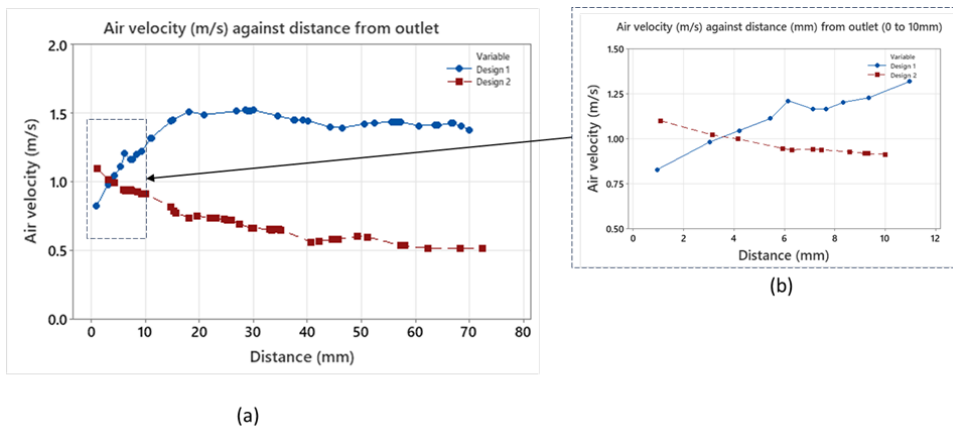 Air velocity (m/s) against distance from outlet
Variable
Design 1
Design 2
Air velocity (m/s)
2.0
1.5
1.0
0.5
0.0
0 10 20 30 40 50 60 70 80
Distance (mm)
(a)
Air velocity (m/s) against distance (mm) from outlet (0 to 10mm)
Variable
Design 1
Design 2
Air velocity (m/s)
1.50
1.25
1.00
0.75
0.50
0 2 4 6 8 10 12
Distance (mm)
(b)